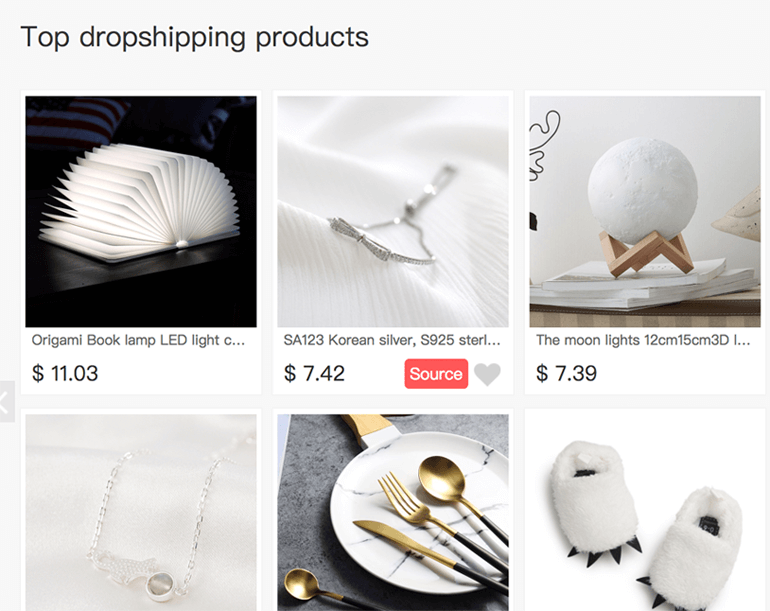 Top dropshipping products
Origami Book lamp LED light c...
SA123 Korean silver, S925 sterl...
The moon lights 12cm15cm3D l...
$ 11.03
$ 7.42
Source
$ 7.39